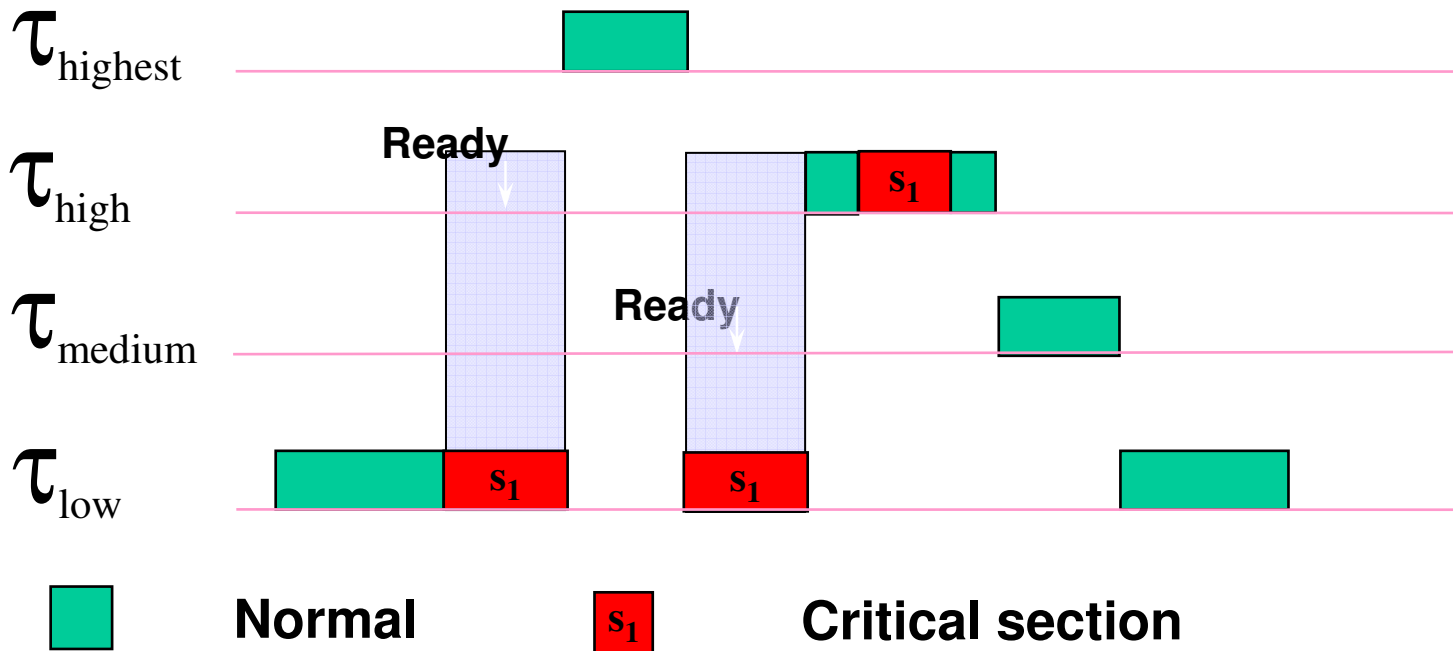 τhighest
Ready
τhigh
s1
Ready
τmedium
τlow
s1
s1
Normal
s1
Critical section